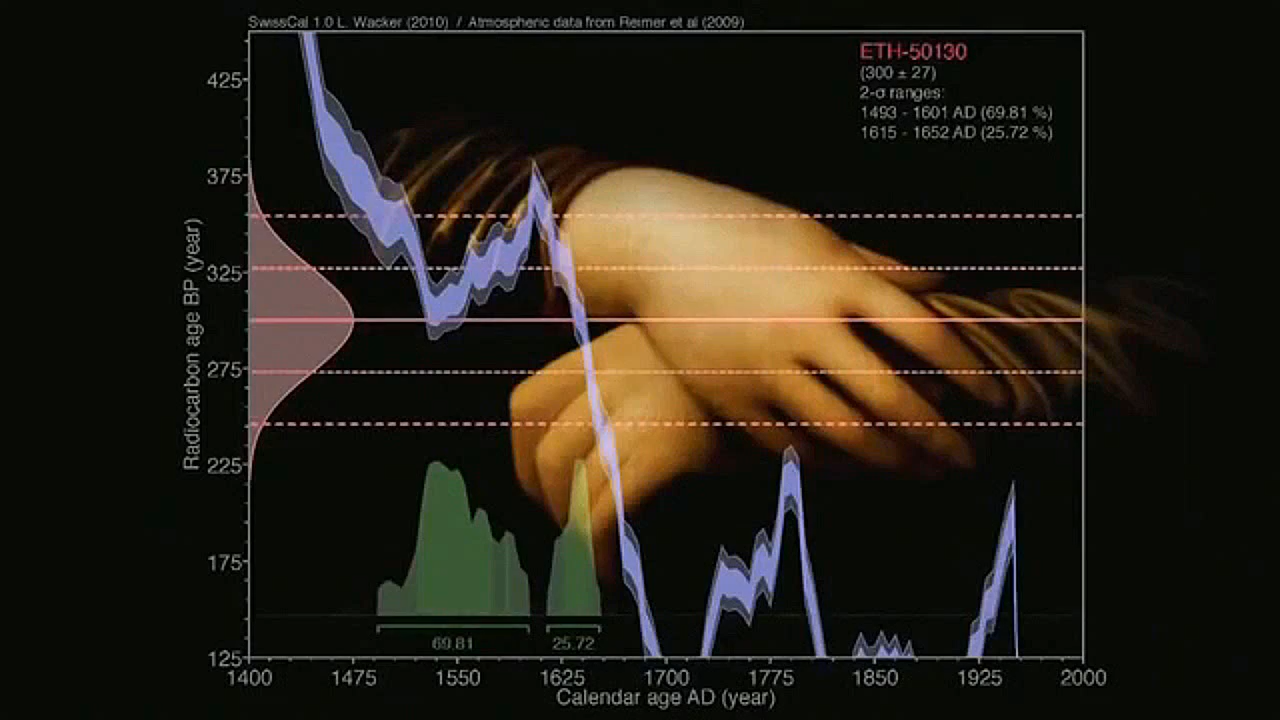 SwissCal 1.0 L. Wacker (2010) / Atmospheric data from Reimer et al (2009)
ETH-50130
(300 ± 27)
2-σ ranges:
1493 - 1601 AD (69.81 %)
1615 - 1652 AD (25.72 %)
Radiocarbon age BP (year)
425
375
325
300
275
225
175
125
69.81
25.72
1400
1475
1550
1625
1700
1775
1850
1925
2000
Calendar age AD (year)